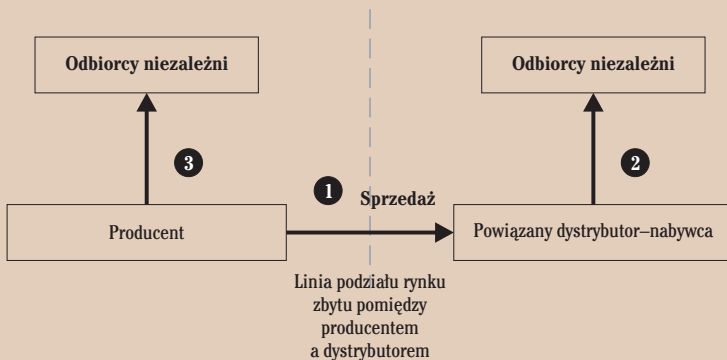 Odbiorcy niezależni
Odbiorcy niezależni
3
1
Sprzedaż
2
Producent
Powiązany dystrybutor–nabywca
Linia podziału rynku
zbytu pomiędzy
producentem
a dystrybutorem